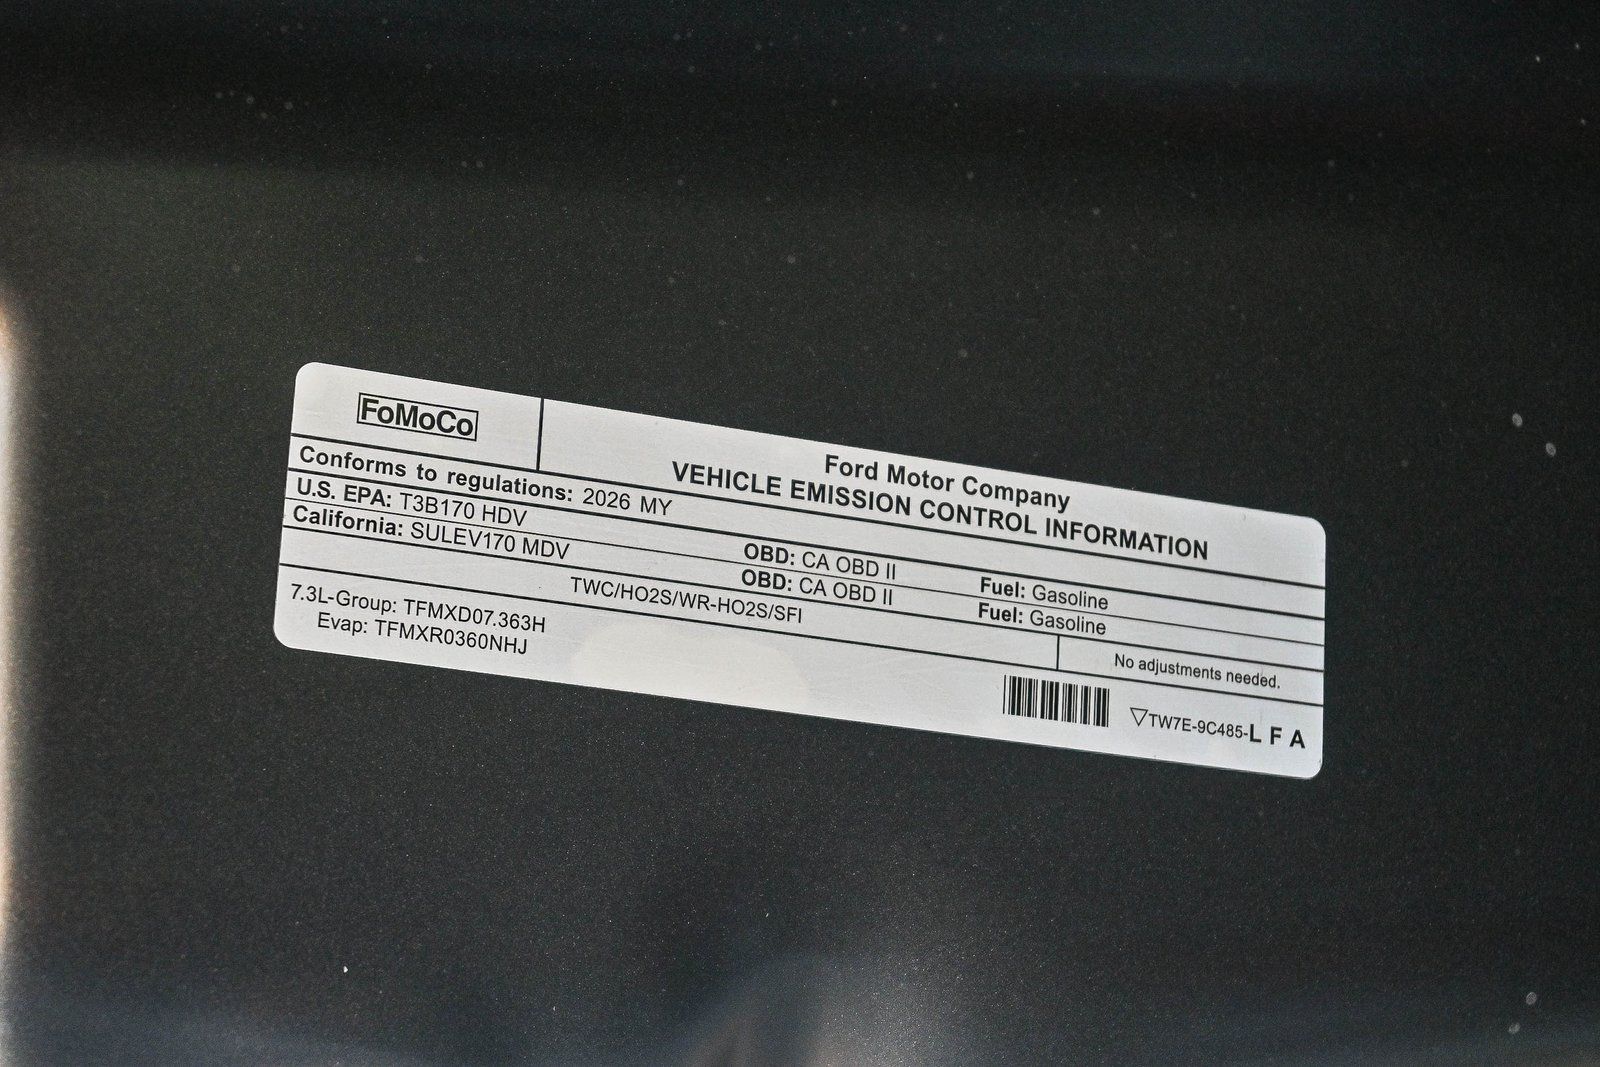 FoMoCo
Ford Motor Company
VEHICLE EMISSION CONTROL INFORMATION
Conforms to regulations: 2026 MY
U.S. EPA: T3B170 HDV OBD: CA OBD II Fuel: Gasoline
California: SULEV170 MDV OBD: CA OBD II Fuel: Gasoline
TWC/HO2S/WR-HO2S/SFI No adjustments needed.
7.3L-Group: TFMXD07.363H
Evap: TFMXR0360NHJ
▽TW7E-9C485-L F A